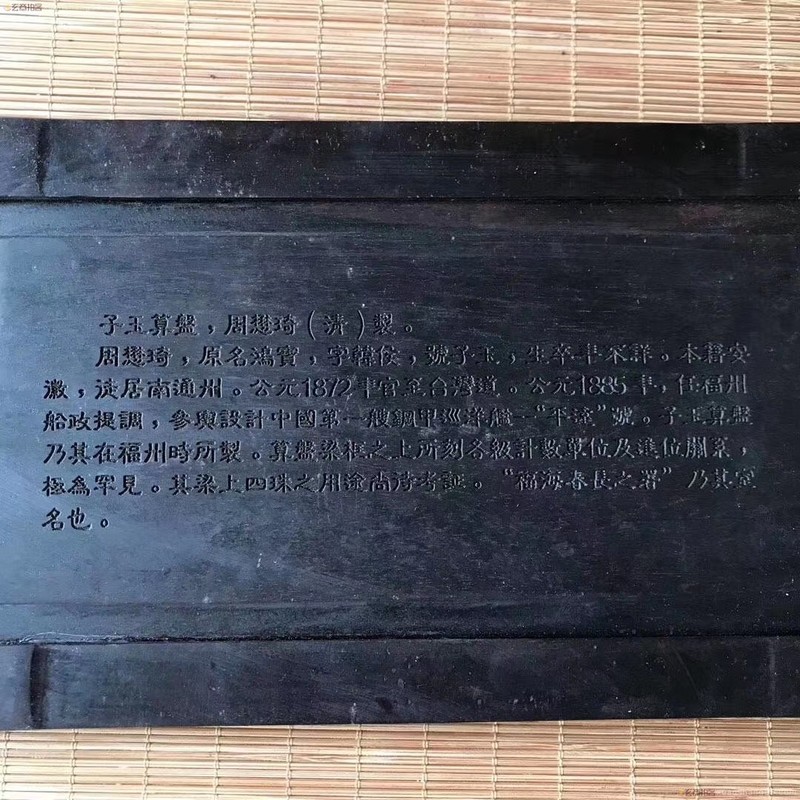 子玉算盤，周懋琦（清）製。
周懋琦，原名鴻寶，字韓侯，號子玉，生卒年未詳。本籍安
徽，徒居南通州。公元1872年官至台灣道。公元1885年，任福州
船政提調，參與設計中國第一艘鋼甲巡洋艦—“平遠”號。子玉算盤
乃其在福州時所製。算盤梁框之上所刻各級計數單位及進位關系，
極為罕見。其梁上四珠之用途尚待考証。“福海春長之署”乃其室
名也。